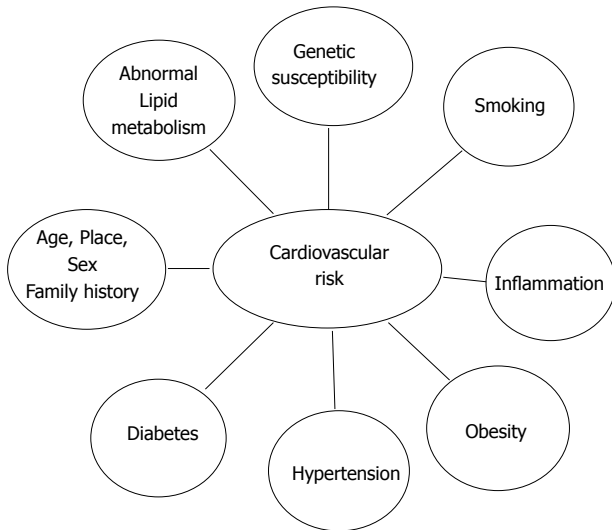 Genetic
susceptibility
Abnormal
Lipid
metabolism
Smoking
Age, Place,
Sex
Family history
Cardiovascular
risk
Inflammation
Diabetes
Hypertension
Obesity